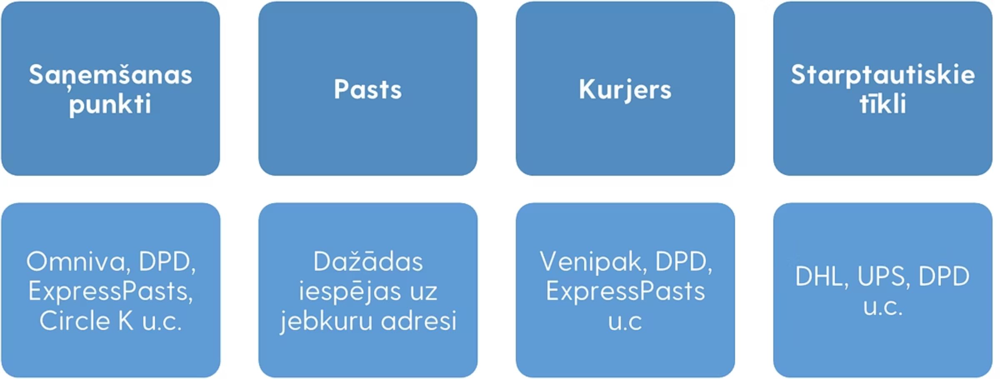 Saņemšanas
punkti
Pasts
Kurjers
Starptautiskie
tīkli
Omniva, DPD,
ExpressPasts,
Circle K u.c.
Dažādas
iespējas uz
jebkuru adresi
Venipak, DPD,
ExpressPasts
u.c
DHL, UPS, DPD
u.c.